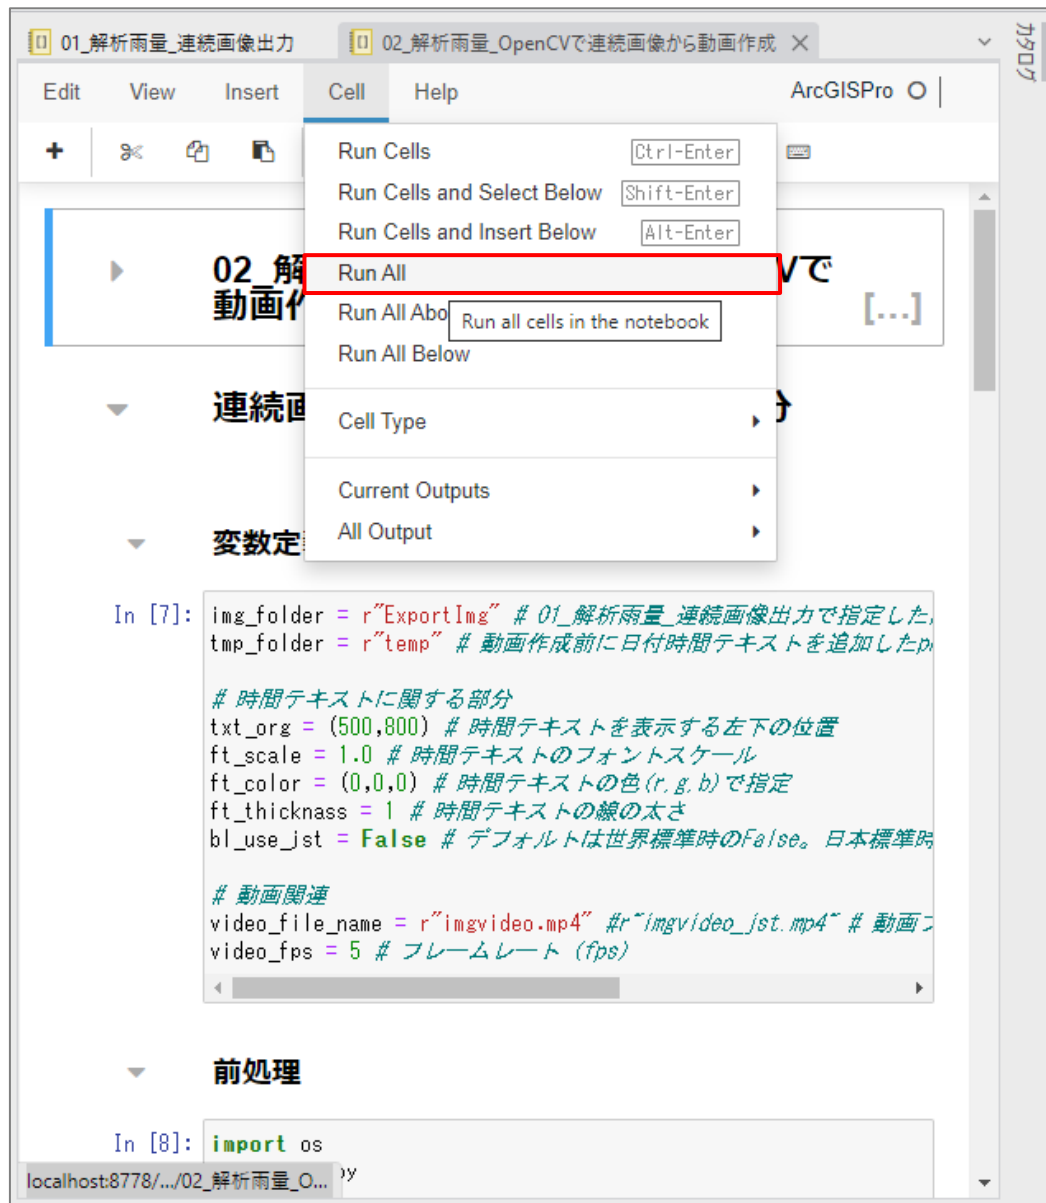 01_解析雨量_連続画像出力
02_解析雨量_OpenCVで連続画像から動画作成
カタログ
Edit View Insert Cell Help ArcGISPro
Run Cells Ctrl-Enter
Run Cells and Select Below Shift-Enter
Run Cells and Insert Below Alt-Enter
Run All
Run All Abo
Run all cells in the notebook
Run All Below
Cell Type
Current Outputs
All Output
02_解 Vで
動画作 [...]
連続画 分
変数定
In [7]:
img_folder = r"ExportImg" # 01_解析雨量_連続画像出力で指定した
tmp_folder = r"temp" # 動画作成前に日付時間テキストを追加したp
# 時間テキストに関する部分
txt_org = (500,800) # 時間テキストを表示する左下の位置
ft_scale = 1.0 # 時間テキストのフォントスケール
ft_color = (0,0,0) # 時間テキストの色(r,g,b)で指定
ft_thicknass = 1 # 時間テキストの線の太さ
bl_use_jst = False # デフォルトは世界標準時のFalse。日本標準時
# 動画関連
video_file_name = r"imgvideo.mp4" #r"imgvideo_jst.mp4" # 動画フ
video_fps = 5 # フレームレート (fps)
前処理
In [8]:
import os
py
localhost:8778/.../02_解析雨量_O...